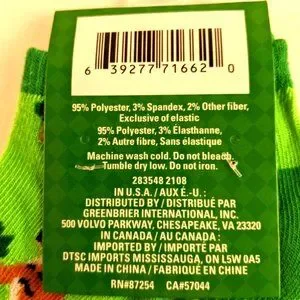 6 39277 71662 0
95% Polyester, 3% Spandex, 2% Other fiber,
Exclusive of elastic
95% Polyester, 3% Élasthanne,
2% Autre fibre, Sans élastique
Machine wash cold. Do not bleach.
Tumble dry low. Do not iron.
283548 2108
IN U.S.A. / AUX É.-U. :
DISTRIBUTED BY / DISTRIBUÉ PAR
GREENBRIER INTERNATIONAL, INC.
500 VOLVO PARKWAY, CHESAPEAKE, VA 23320
IN CANADA / AU CANADA :
IMPORTED BY / IMPORTÉ PAR
DTSC IMPORTS MISSISSAUGA, ON L5W 0A5
MADE IN CHINA / FABRIQUÉ EN CHINE
RN#87254 CA#57044